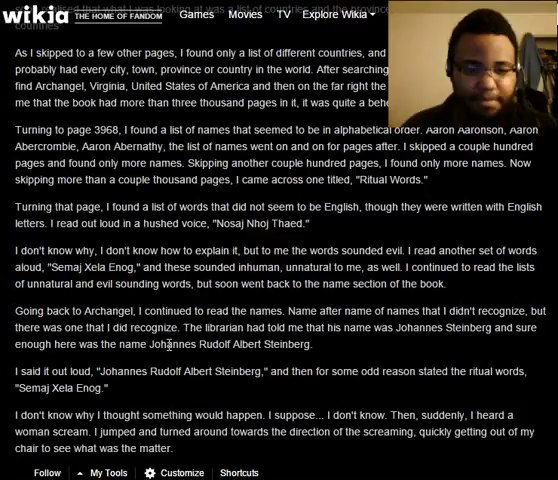 wikia THE HOME OF FANDOM Games Movies TV Explore Wikia
countries.
As I skipped to a few other pages, I found only a list of different countries, and
probably had every city, town, province or country in the world. After searching
find Archangel, Virginia, United States of America and then on the far right the
me that the book had more than three thousand pages in it, it was quite a behe
Turning to page 3968, I found a list of names that seemed to be in alphabetical order. Aaron Aaronson, Aaron
Abercrombie, Aaron Abernathy, the list of names went on and on for pages after. I skipped a couple hundred
pages and found only more names. Skipping another couple hundred pages, I found only more names. Now
skipping more than a couple thousand pages, I came across one titled, "Ritual Words."
Turning that page, I found a list of words that did not seem to be English, though they were written with English
letters. I read out loud in a hushed voice, "Nosaj Nhoj Thaed."
I don't know why, I don't know how to explain it, but to me the words sounded evil. I read another set of words
aloud, "Semaj Xela Enog," and these sounded inhuman, unnatural to me, as well. I continued to read the lists
of unnatural and evil sounding words, but soon went back to the name section of the book.
Going back to Archangel, I continued to read the names. Name after name of names that I didn't recognize, but
there was one that I did recognize. The librarian had told me that his name was Johannes Steinberg and sure
enough here was the name Johannes Rudolf Albert Steinberg.
I said it out loud, "Johannes Rudolf Albert Steinberg," and then for some odd reason stated the ritual words,
"Semaj Xela Enog."
I don't know why I thought something would happen. I suppose... I don't know. Then, suddenly, I heard a
woman scream. I jumped and turned around towards the direction of the screaming, quickly getting out of my
chair to see what was the matter.
Follow My Tools Customize Shortcuts